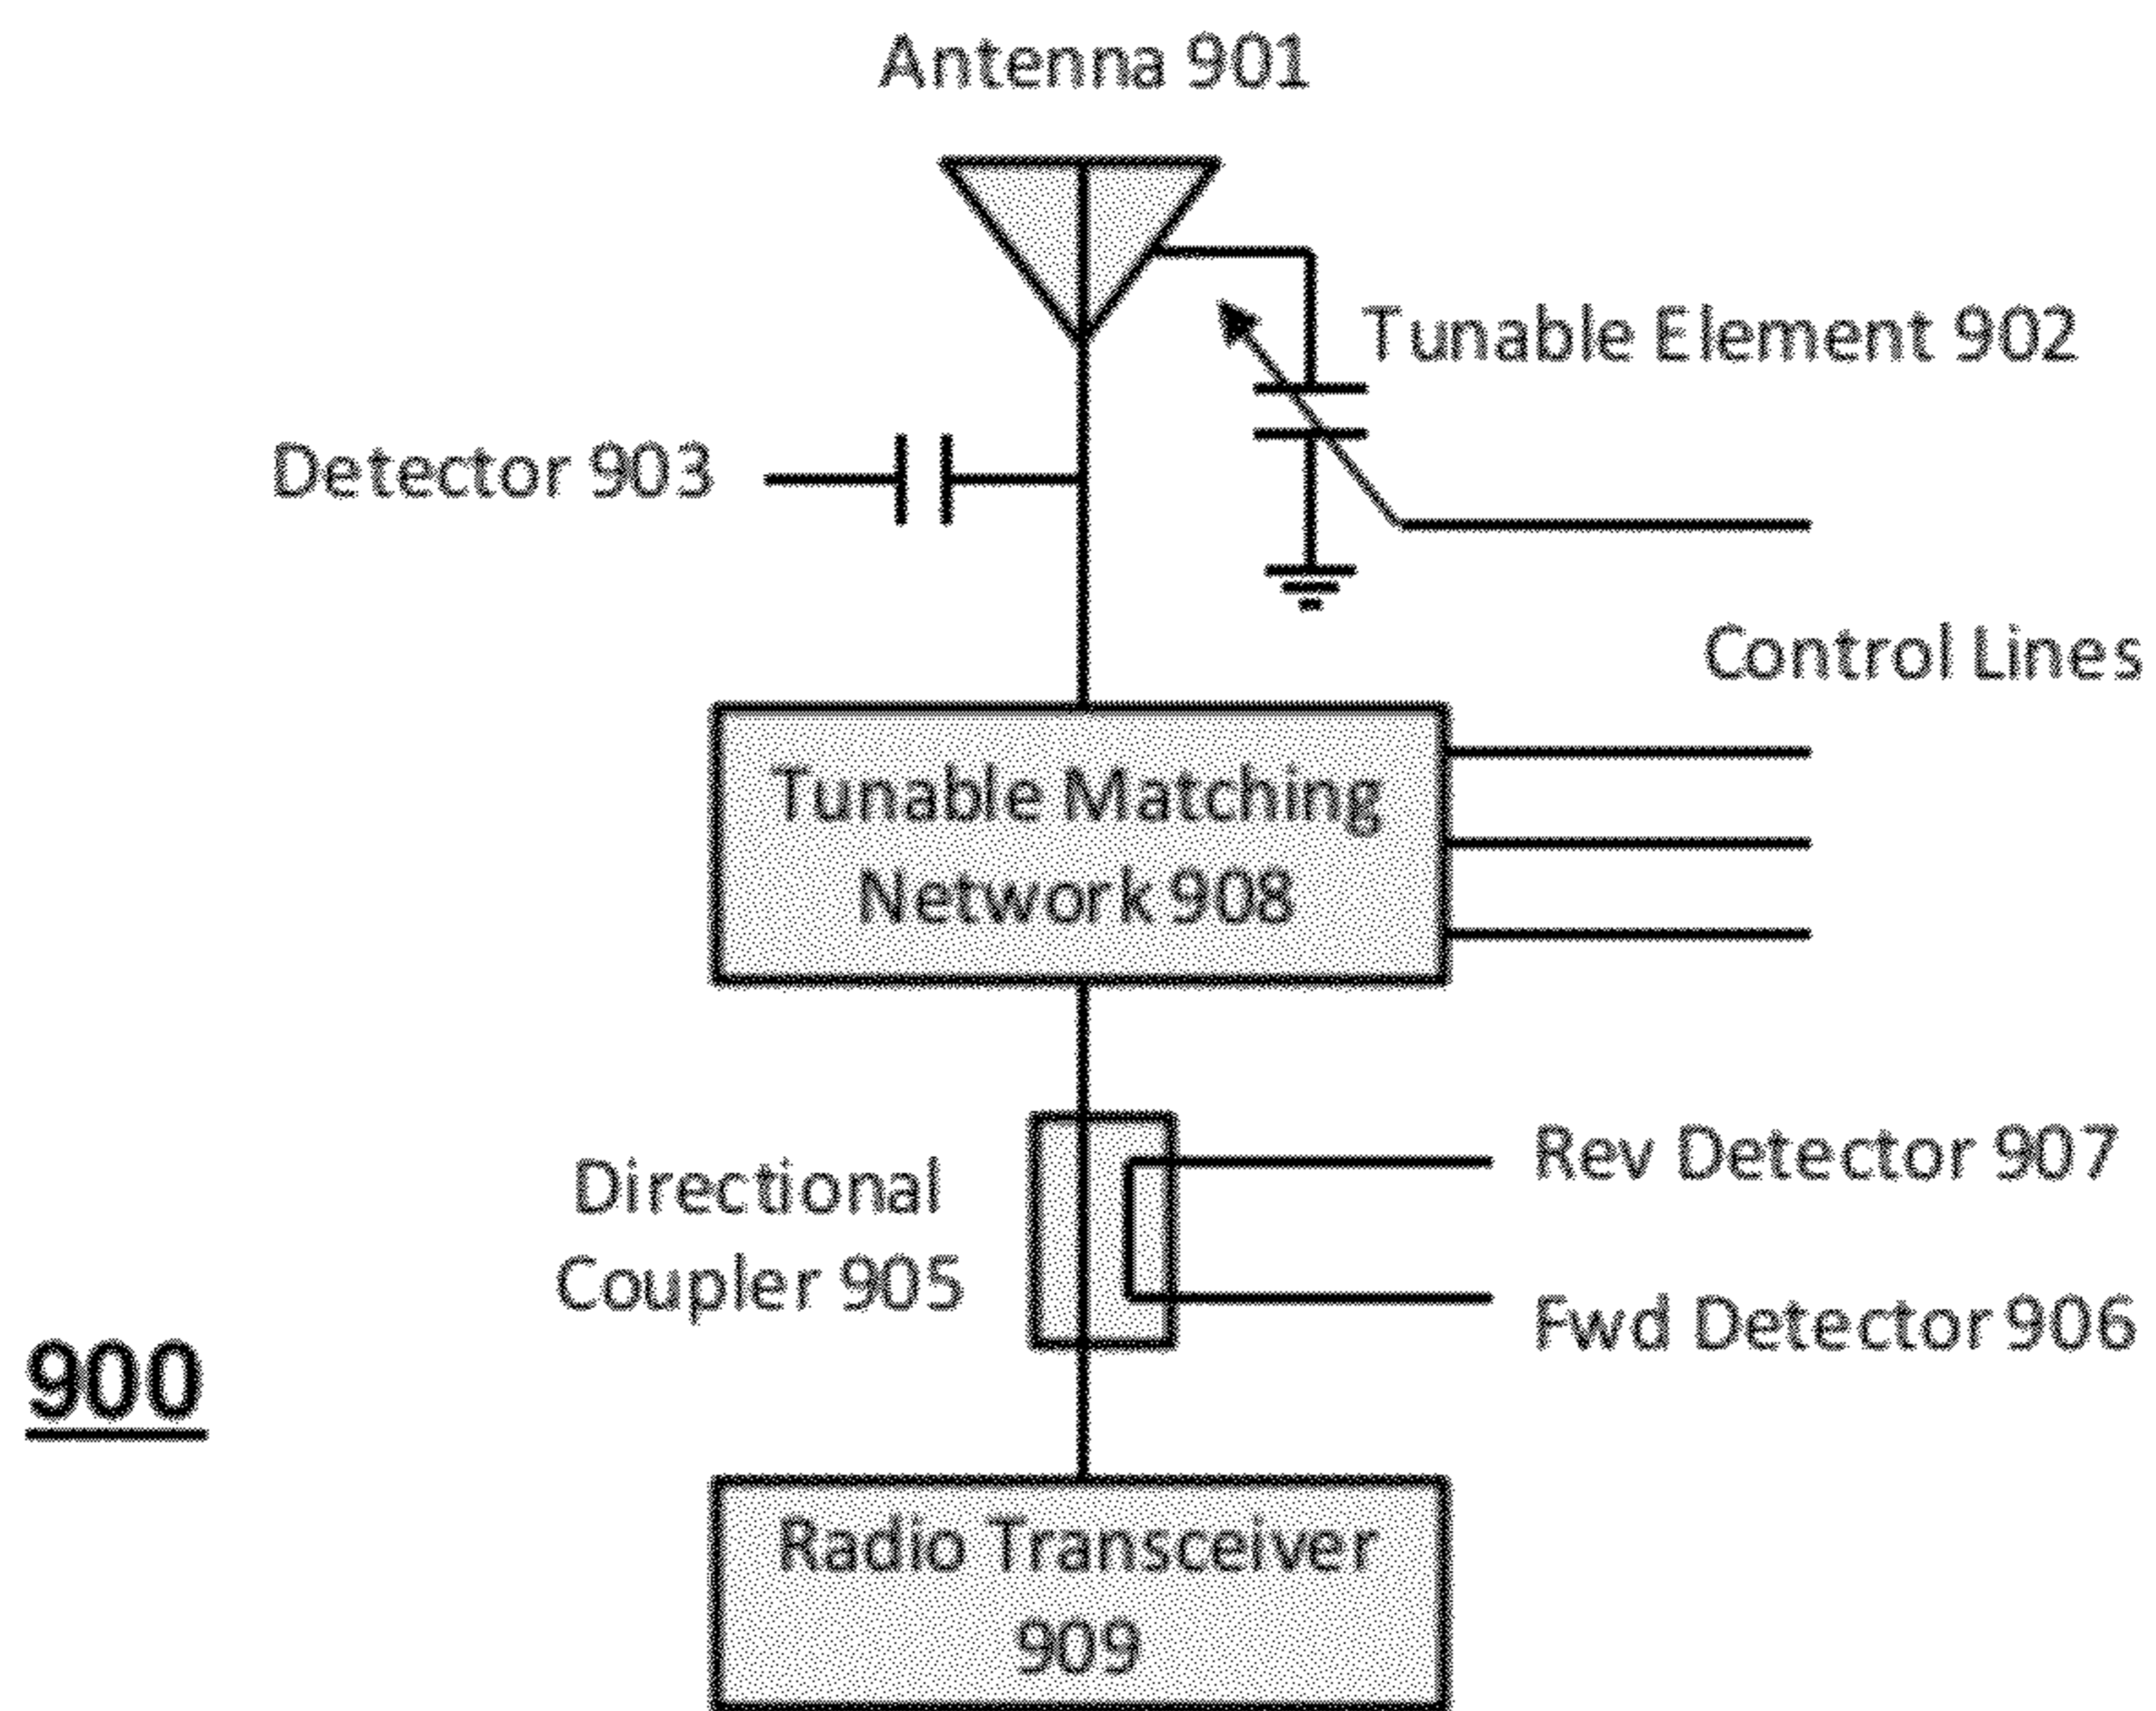 Antenna 901
Tunable Element 902
Detector 903
Control Lines
Tunable Matching
Network 908
Rev Detector 907
Directional
Coupler 905
Fwd Detector 906
900
Radio Transceiver
909